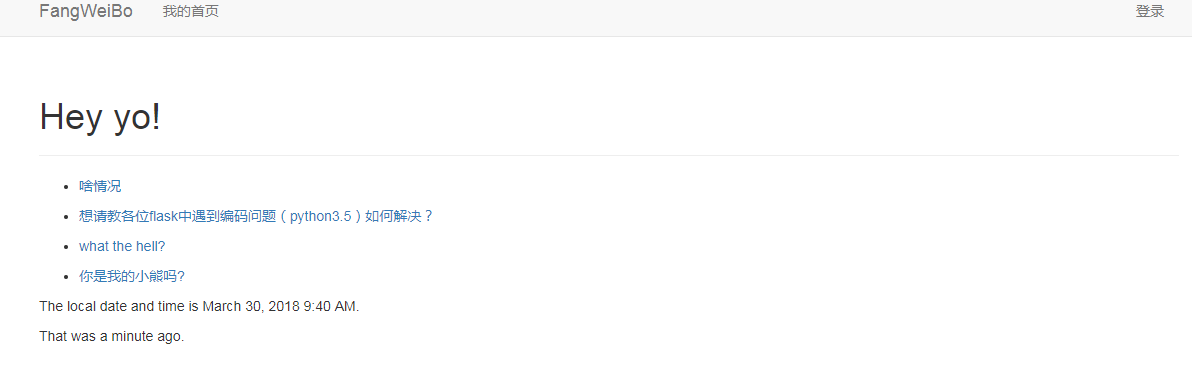 FangWeiBo 我的首页 登录
Hey yo!
啥情况
想请教各位flask中遇到编码问题（python3.5）如何解决？
what the hell?
你是我的小熊吗?
The local date and time is March 30, 2018 9:40 AM.
That was a minute ago.